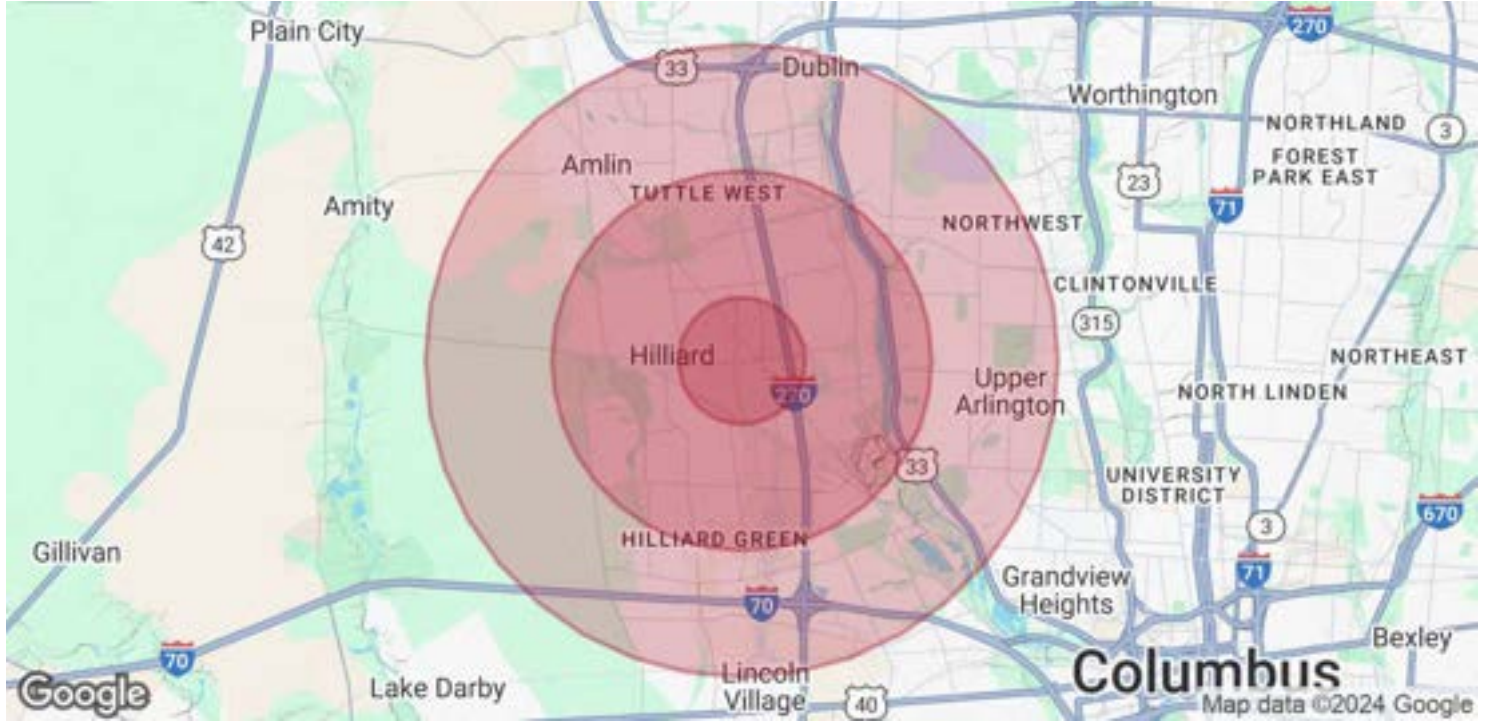 Plain City
33
Dublin
270
Worthington
NORTHLAND
3
FOREST
PARK EAST
Amlin
TUTTLE WEST
23
71
Amity
42
NORTHWEST
CLINTONVILLE
315
Hilliard
NORTHEAST
270
Upper
Arlington
NORTH LINDEN
33
UNIVERSITY
DISTRICT
670
3
HILLIARD GREEN
Gillivan
71
Grandview
Heights
70
Bexley
70
Lincoln
Village
Lake Darby
Columbus
40
Google
Map data ©2024 Google